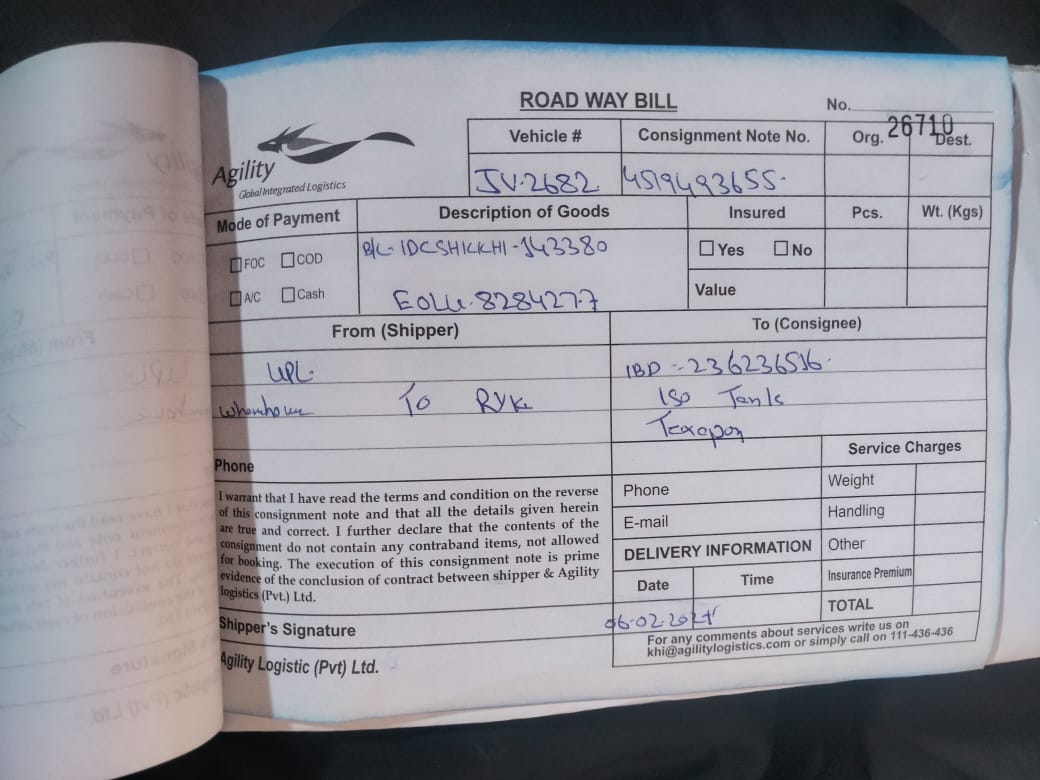 ROAD WAY BILL
No.
26710
Agility
Global Integrated Logistics
Vehicle #
Consignment Note No.
Org.
Dest.
JV-2682
4519493655.
Mode of Payment
Description of Goods
Insured
Pcs.
Wt. (Kgs)
FOC
COD
A/C
Cash
B/L-IDCSHKKHI-143380
EOLU-828427-7
Yes
No
Value
From (Shipper)
To (Consignee)
UPL.
To RYK
IBD - 236236516.
Iso Tank
Phone
I warrant that I have read the terms and condition on the reverse
of this consignment note and that all the details given herein
are true and correct. I further declare that the contents of the
consignment do not contain any contraband items, not allowed
for booking. The execution of this consignment note is prime
evidence of the conclusion of contract between shipper & Agility
logistics (Pvt.) Ltd.
Shipper's Signature
Agility Logistic (Pvt) Ltd.
Phone
E-mail
DELIVERY INFORMATION
Date
Time
06-02-2024
Service Charges
Weight
Handling
Other
Insurance Premium
TOTAL
For any comments about services write us on
khi@agilitylogistics.com or simply call on 111-436-436